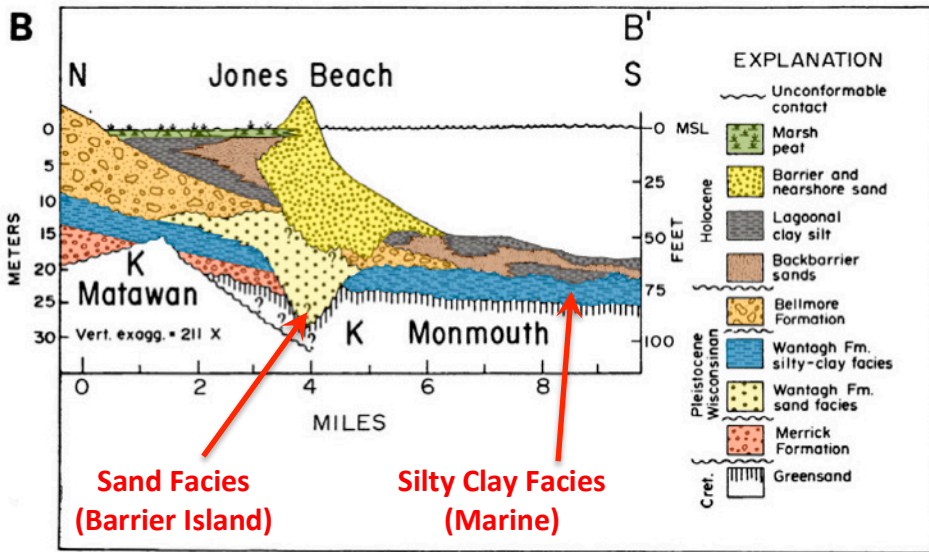 B
B'
N
Jones Beach
S
0
5
10
15
20
25
30
METERS
0 MSL
25
50
75
100
FEET
K
Matawan
K Monmouth
Vert. exagg. = 211 X
?
?
?
?
?
?
0 2 4 6 8
MILES
Sand Facies
(Barrier Island)
Silty Clay Facies
(Marine)
EXPLANATION
Unconformable
contact
Marsh
peat
Barrier and
nearshore sand
Lagoonal
clay silt
Backbarrier
sands
Bellmore
Formation
Wantagh Fm.
silty-clay facies
Wantagh Fm.
sand facies
Merrick
Formation
Greensand
Holocene
Pleistocene
Wisconsinan
Cret.